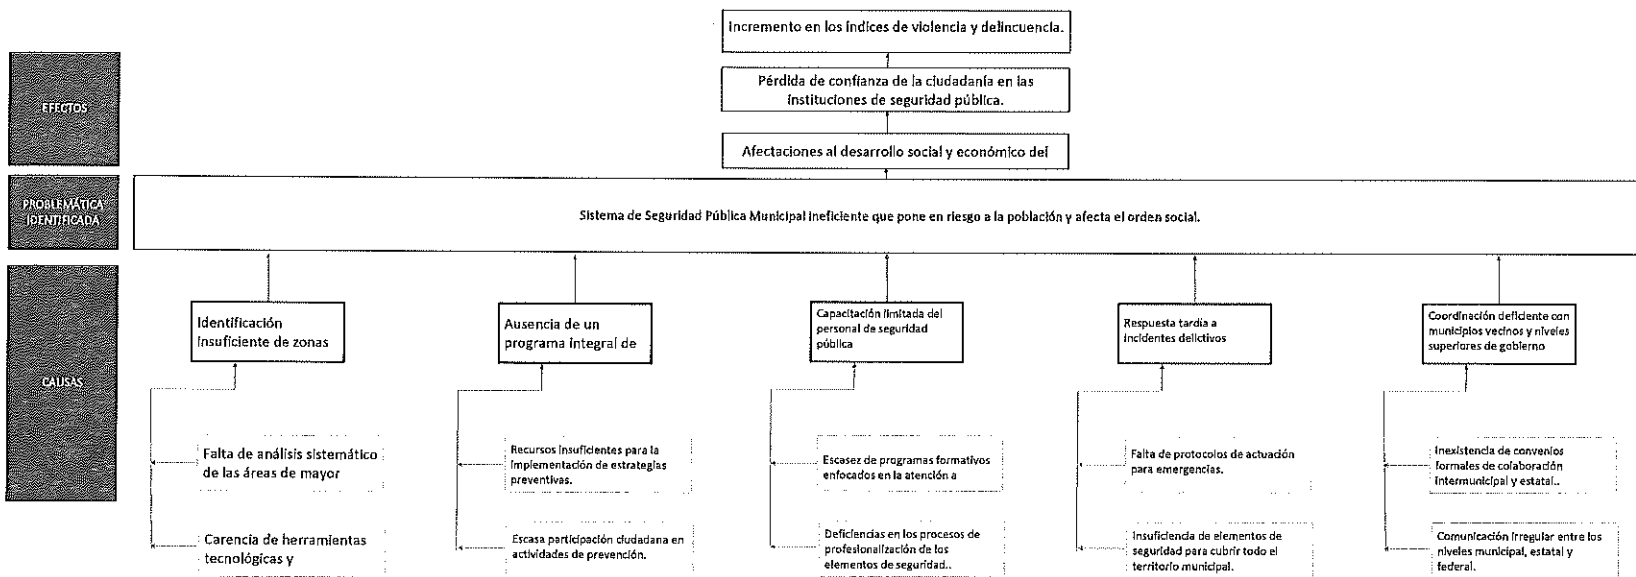 Incremento en los índices de violencia y delincuencia.
EFECTOS
Pérdida de confianza de la ciudadanía en las
instituciones de seguridad pública.
Afectaciones al desarrollo social y económico del
PROBLEMÁTICA
IDENTIFICADA
Sistema de Seguridad Pública Municipal ineficiente que pone en riesgo a la población y afecta el orden social.
CAUSAS
Identificación
insuficiente de zonas
Ausencia de un
programa integral de
Capacitación limitada del
personal de seguridad
pública
Respuesta tardía a
incidentes delictivos
Coordinación deficiente con
municipios vecinos y niveles
superiores de gobierno
Falta de análisis sistemático
de las áreas de mayor
Recursos insuficientes para la
implementación de estrategias
preventivas.
Escasez de programas formativos
enfocados en la atención a
Falta de protocolos de actuación
para emergencias.
Inexistencia de convenios
formales de colaboración
intermunicipal y estatal..
Carencia de herramientas
tecnológicas y
Escasa participación ciudadana en
actividades de prevención.
Deficiencias en los procesos de
profesionalización de los
elementos de seguridad..
Insuficiencia de elementos de
seguridad para cubrir todo el
territorio municipal.
Comunicación irregular entre los
niveles municipal, estatal y
federal.